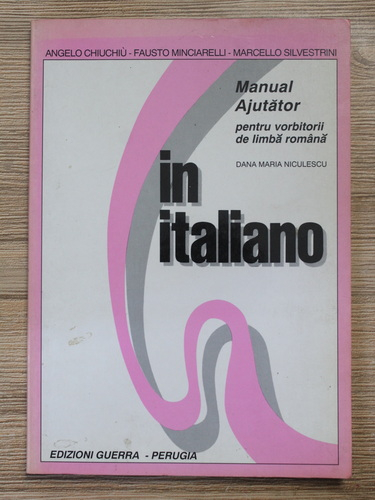 ANGELO CHIUCHIÙ - FAUSTO MINCIARELLI - MARCELLO SILVESTRINI
Manual
Ajutător
pentru vorbitorii
de limbă română
DANA MARIA NICULESCU
in
italiano
EDIZIONI GUERRA - PERUGIA